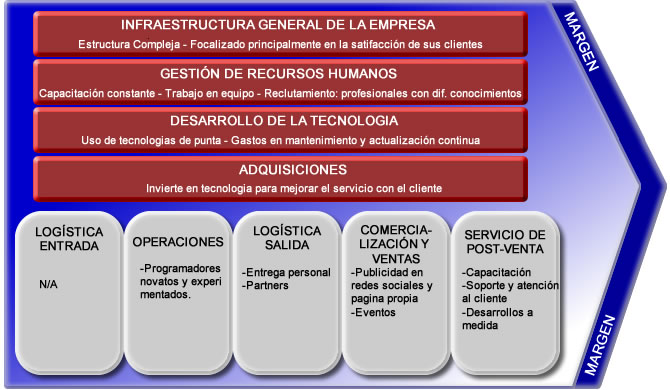 INFRAESTRUCTURA GENERAL DE LA EMPRESA
Estructura Compleja - Focalizado principalmente en la satifacción de sus clientes
GESTIÓN DE RECURSOS HUMANOS
Capacitación constante - Trabajo en equipo - Reclutamiento: profesionales con dif. conocimientos
DESARROLLO DE LA TECNOLOGIA
Uso de tecnologias de punta - Gastos en mantenimiento y actualización continua
ADQUISICIONES
Invierte en tecnologia para mejorar el servicio con el cliente
MARGEN
LOGÍSTICA
ENTRADA
N/A
OPERACIONES
-Programadores
novatos y experi
mentados.
LOGÍSTICA
SALIDA
-Entrega personal
-Partners
COMERCIA-
LIZACIÓN Y
VENTAS
-Publicidad en
redes sociales y
pagina propia
-Eventos
SERVICIO DE
POST-VENTA
-Capacitación
-Soporte y atención
al cliente
-Desarrollos a
medida
MARGEN